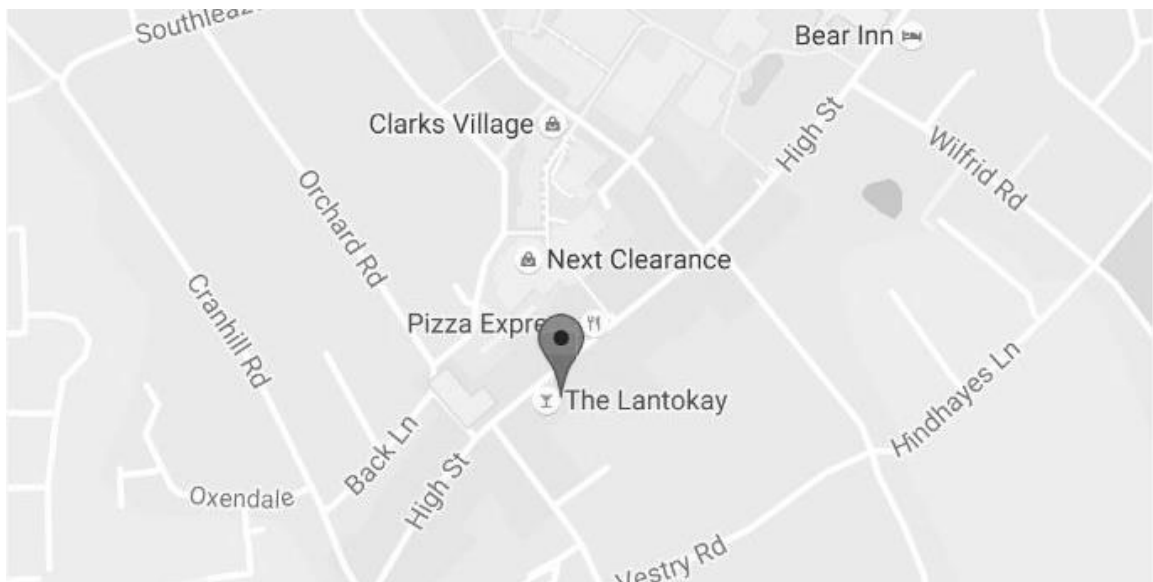 Southleaz
Bear Inn
Clarks Village
High St
Wilfrid Rd
Orchard Rd
Next Clearance
Cranhill Rd
Pizza Expre
The Lantokay
Hindhayes Ln
Back Ln
Oxendale
High St
Vestry Rd